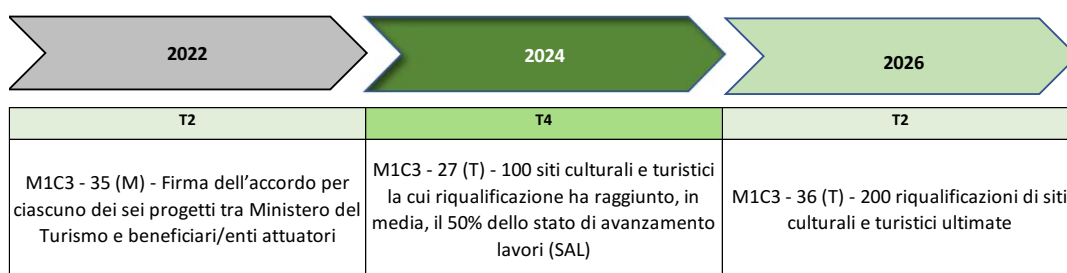 2022
2024
2026
T2
T4
T2
M1C3 - 35 (M) - Firma dell’accordo per
ciascuno dei sei progetti tra Ministero del
Turismo e beneficiari/enti attuatori
M1C3 - 27 (T) - 100 siti culturali e turistici
la cui riqualificazione ha raggiunto, in
media, il 50% dello stato di avanzamento
lavori (SAL)
M1C3 - 36 (T) - 200 riqualificazioni di siti
culturali e turistici ultimate